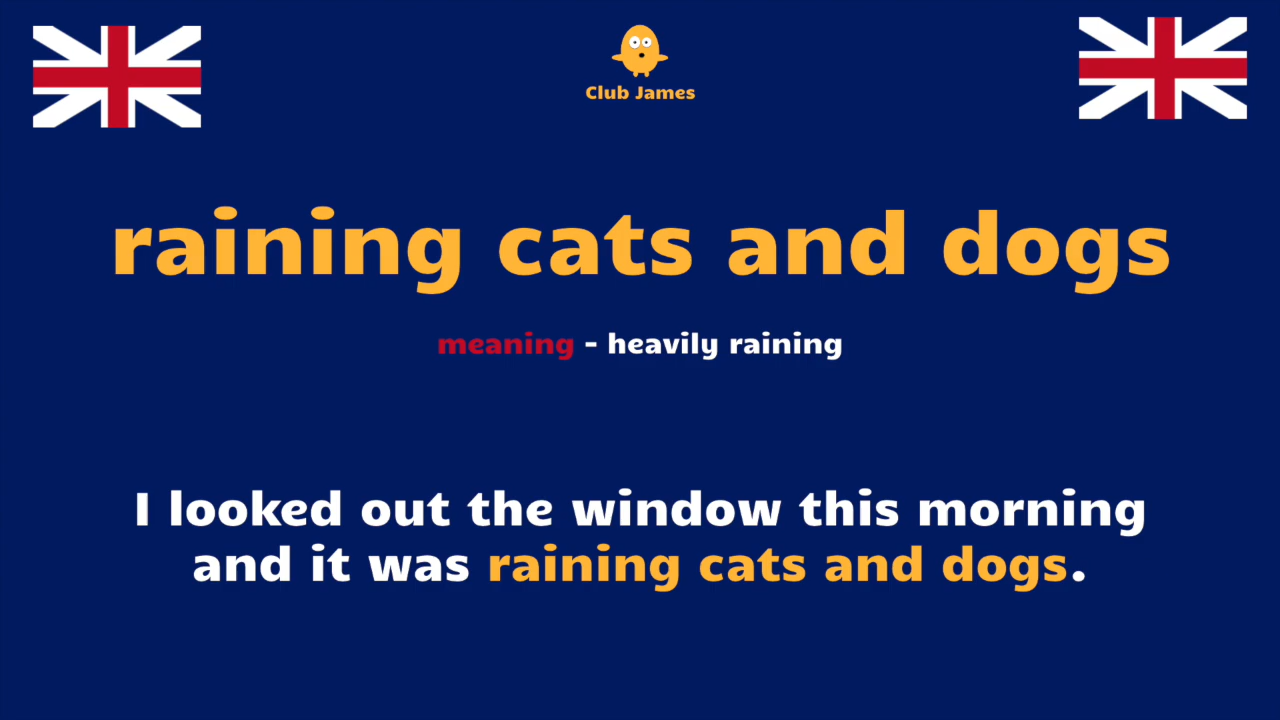 Club James
raining cats and dogs
meaning - heavily raining
I looked out the window this morning
and it was raining cats and dogs.